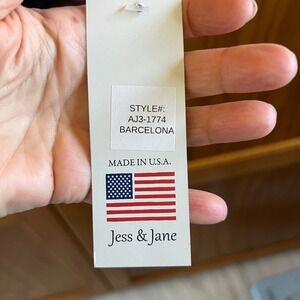 STYLE#:
AJ3-1774
BARCELONA
MADE IN U.S.A.
Jess & Jane